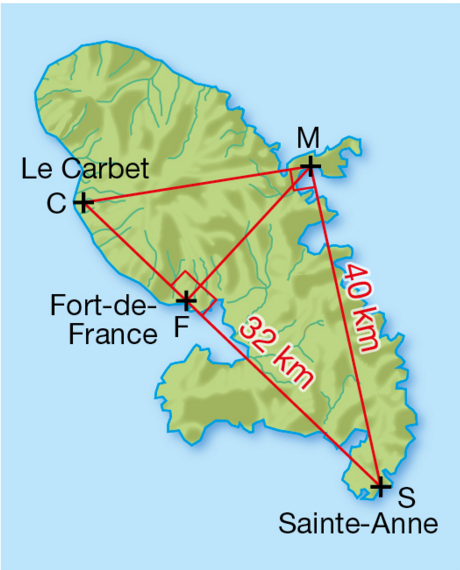 M
Le Carbet
C
Fort-de-
France
F
32 km
40 km
S
Sainte-Anne